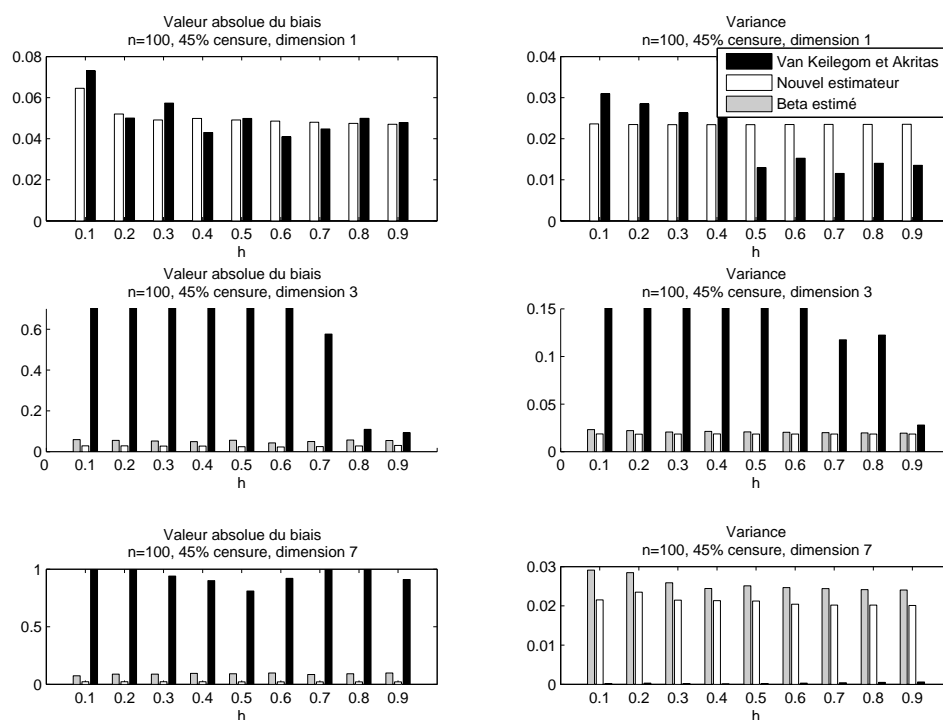 Valeur absolue du biais
n=100, 45% censure, dimension 1
0.08
0.06
0.04
0.02
0
0.1 0.2 0.3 0.4 0.5 0.6 0.7 0.8 0.9
h
Variance
n=100, 45% censure, dimension 1
Van Keilegom et Akritas
Nouvel estimateur
Beta estimé
0.04
0.03
0.02
0.01
0
0.1 0.2 0.3 0.4 0.5 0.6 0.7 0.8 0.9
h
Valeur absolue du biais
n=100, 45% censure, dimension 3
0.6
0.4
0.2
0
0
0.1 0.2 0.3 0.4 0.5 0.6 0.7 0.8 0.9
h
Variance
n=100, 45% censure, dimension 3
0.15
0.1
0.05
0
0
0.1 0.2 0.3 0.4 0.5 0.6 0.7 0.8 0.9
h
Valeur absolue du biais
n=100, 45% censure, dimension 7
1
0.5
0
0.1 0.2 0.3 0.4 0.5 0.6 0.7 0.8 0.9
h
Variance
n=100, 45% censure, dimension 7
0.03
0.02
0.01
0
0.1 0.2 0.3 0.4 0.5 0.6 0.7 0.8 0.9
h